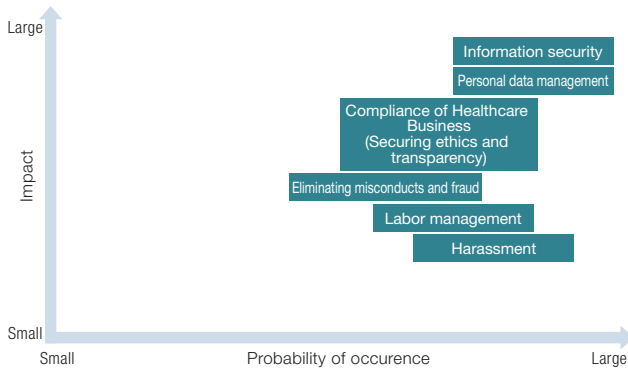 Large
Information security
Personal data management
Compliance of Healthcare
Business
(Securing ethics and
transparency)
Impact
Eliminating misconducts and fraud
Labor management
Harassment
Small
Small
Probability of occurence
Large